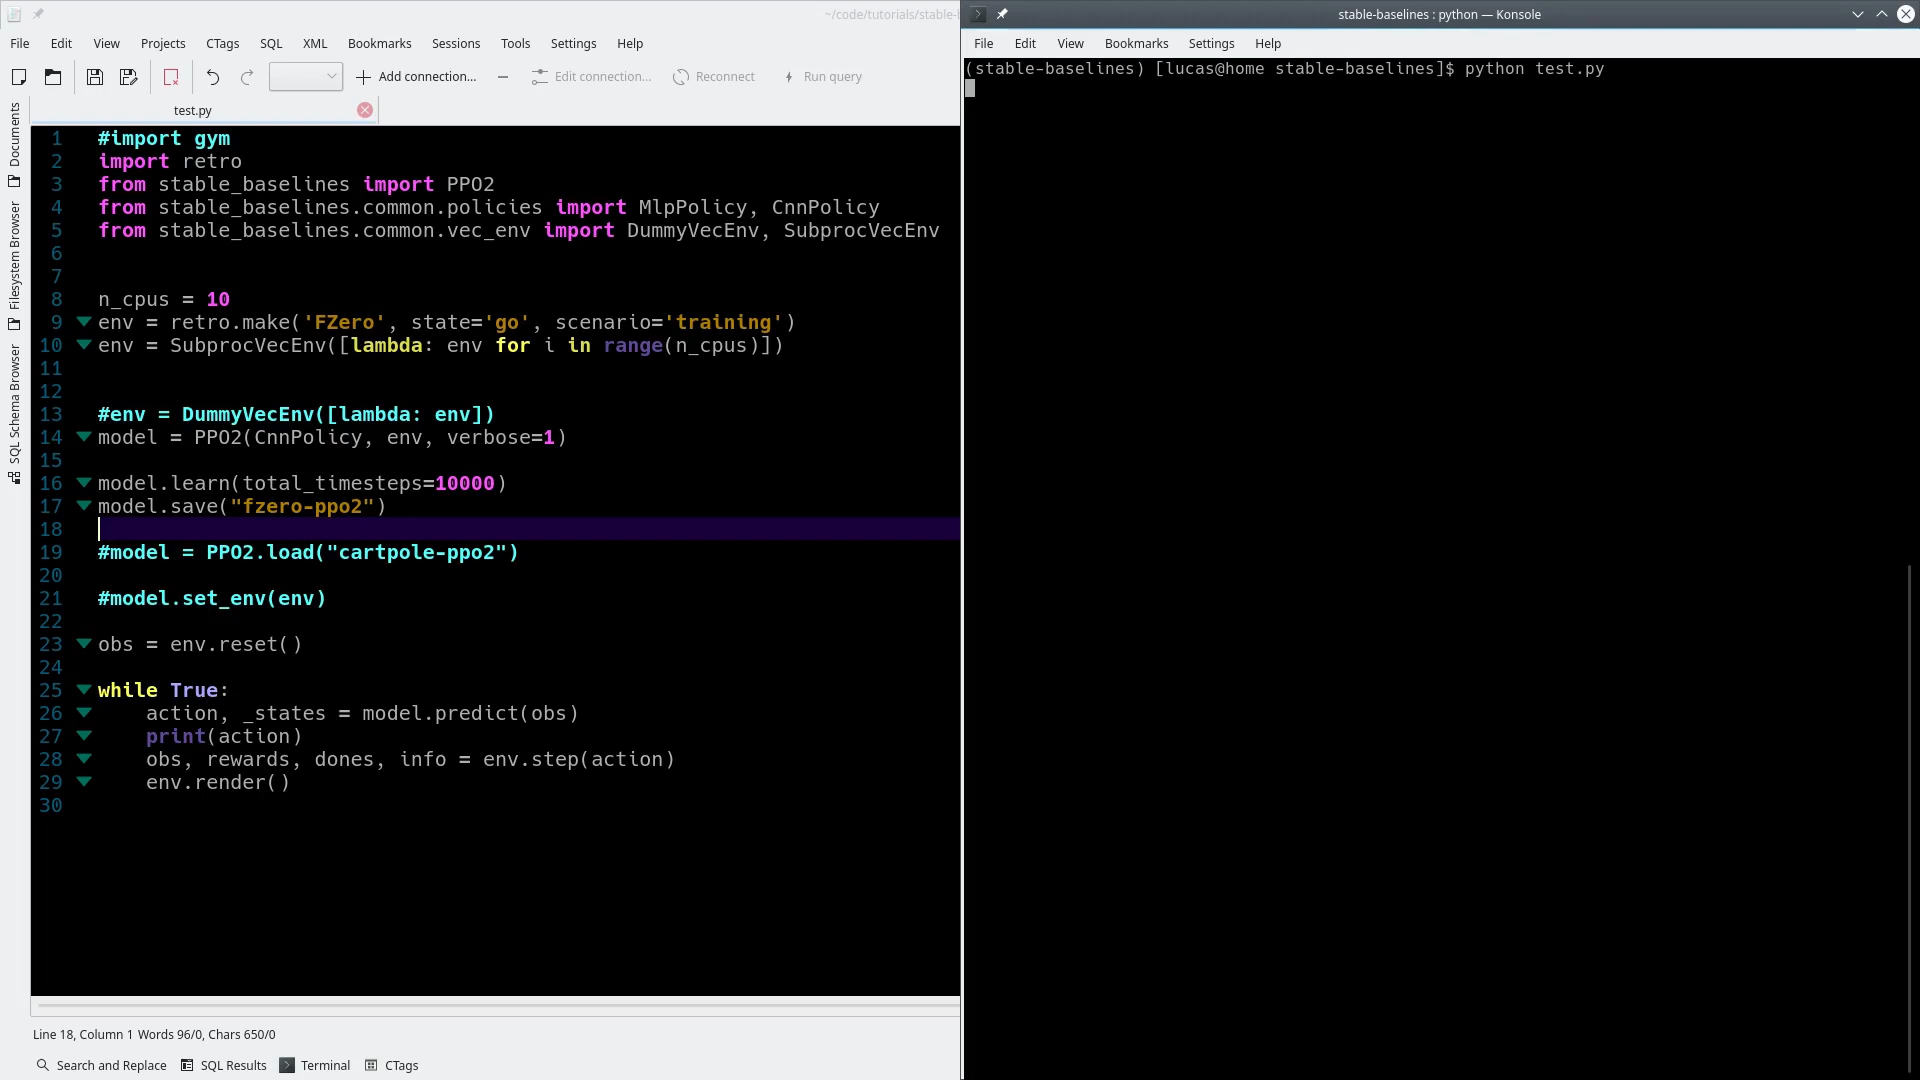 ~/code/tutorials/stable-b
File Edit View Projects CTags SQL XML Bookmarks Sessions Tools Settings Help
Add connection... Edit connection... Reconnect Run query
test.py
Documents
Filesystem Browser
SQL Schema Browser
1 #import gym
2 import retro
3 from stable_baselines import PPO2
4 from stable_baselines.common.policies import MlpPolicy, CnnPolicy
5 from stable_baselines.common.vec_env import DummyVecEnv, SubprocVecEnv
6
7
8 n_cpus = 10
9 env = retro.make('FZero', state='go', scenario='training')
10 env = SubprocVecEnv([lambda: env for i in range(n_cpus)])
11
12
13 #env = DummyVecEnv([lambda: env])
14 model = PPO2(CnnPolicy, env, verbose=1)
15
16 model.learn(total_timesteps=10000)
17 model.save("fzero-ppo2")
18
19 #model = PPO2.load("cartpole-ppo2")
20
21 #model.set_env(env)
22
23 obs = env.reset()
24
25 while True:
26     action, _states = model.predict(obs)
27     print(action)
28     obs, rewards, dones, info = env.step(action)
29     env.render()
30
Line 18, Column 1 Words 96/0, Chars 650/0
Search and Replace SQL Results Terminal CTags
stable-baselines : python — Konsole
File Edit View Bookmarks Settings Help
(stable-baselines) [lucas@home stable-baselines]$ python test.py